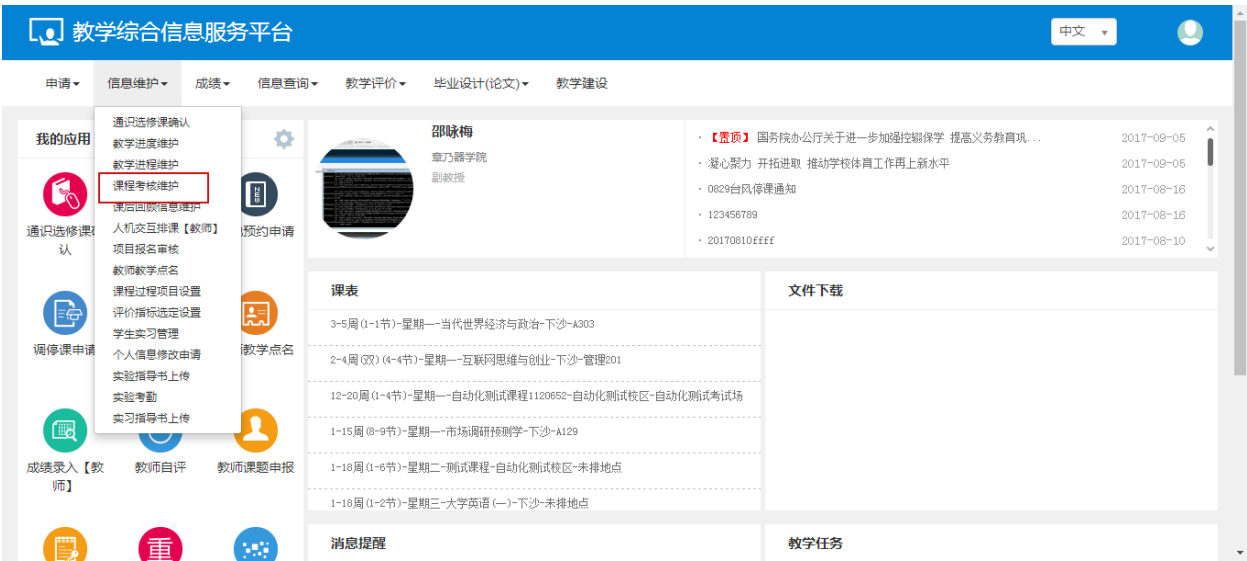 教学综合信息服务平台
中文
申请 信息维护 成绩 信息查询 教学评价 毕业设计(论文) 教学建设
我的应用
通识选修课确认
教学进度维护
教学进程维护
课程考核维护
课后回顾信息维护
人机交互排课【教师】
项目报名审核
教师教学点名
课程过程项目设置
评价指标选定设置
学生实习管理
个人信息修改申请
实验指导书上传
实验考勤
实习指导书上传
通识选修课
认
预约申请
NEW
调停课申请
教学点名
成绩录入【教
师】
教师自评
教师课题申报
重
邵咏梅
章乃器学院
副教授
· 【置顶】 国务院办公厅关于进一步加强控辍保学 提高义务教育巩... 2017-09-05
· 凝心聚力 开拓进取 推动学校体育工作再上新水平 2017-09-05
· 0829台风停课通知 2017-08-16
· 123456789 2017-08-16
· 20170810ffff 2017-08-10
课表
3-5周(1-1节)-星期一-当代世界经济与政治-下沙-A303
2-4周(双)(4-4节)-星期一-互联网思维与创业-下沙-管理201
12-20周(1-4节)-星期一-自动化测试课程1120652-自动化测试校区-自动化测试考试场
1-15周(8-9节)-星期一-市场调研预测学-下沙-A129
1-18周(1-6节)-星期二-测试课程-自动化测试校区-未排地点
1-18周(1-2节)-星期三-大学英语(一)-下沙-未排地点
文件下载
消息提醒
教学任务